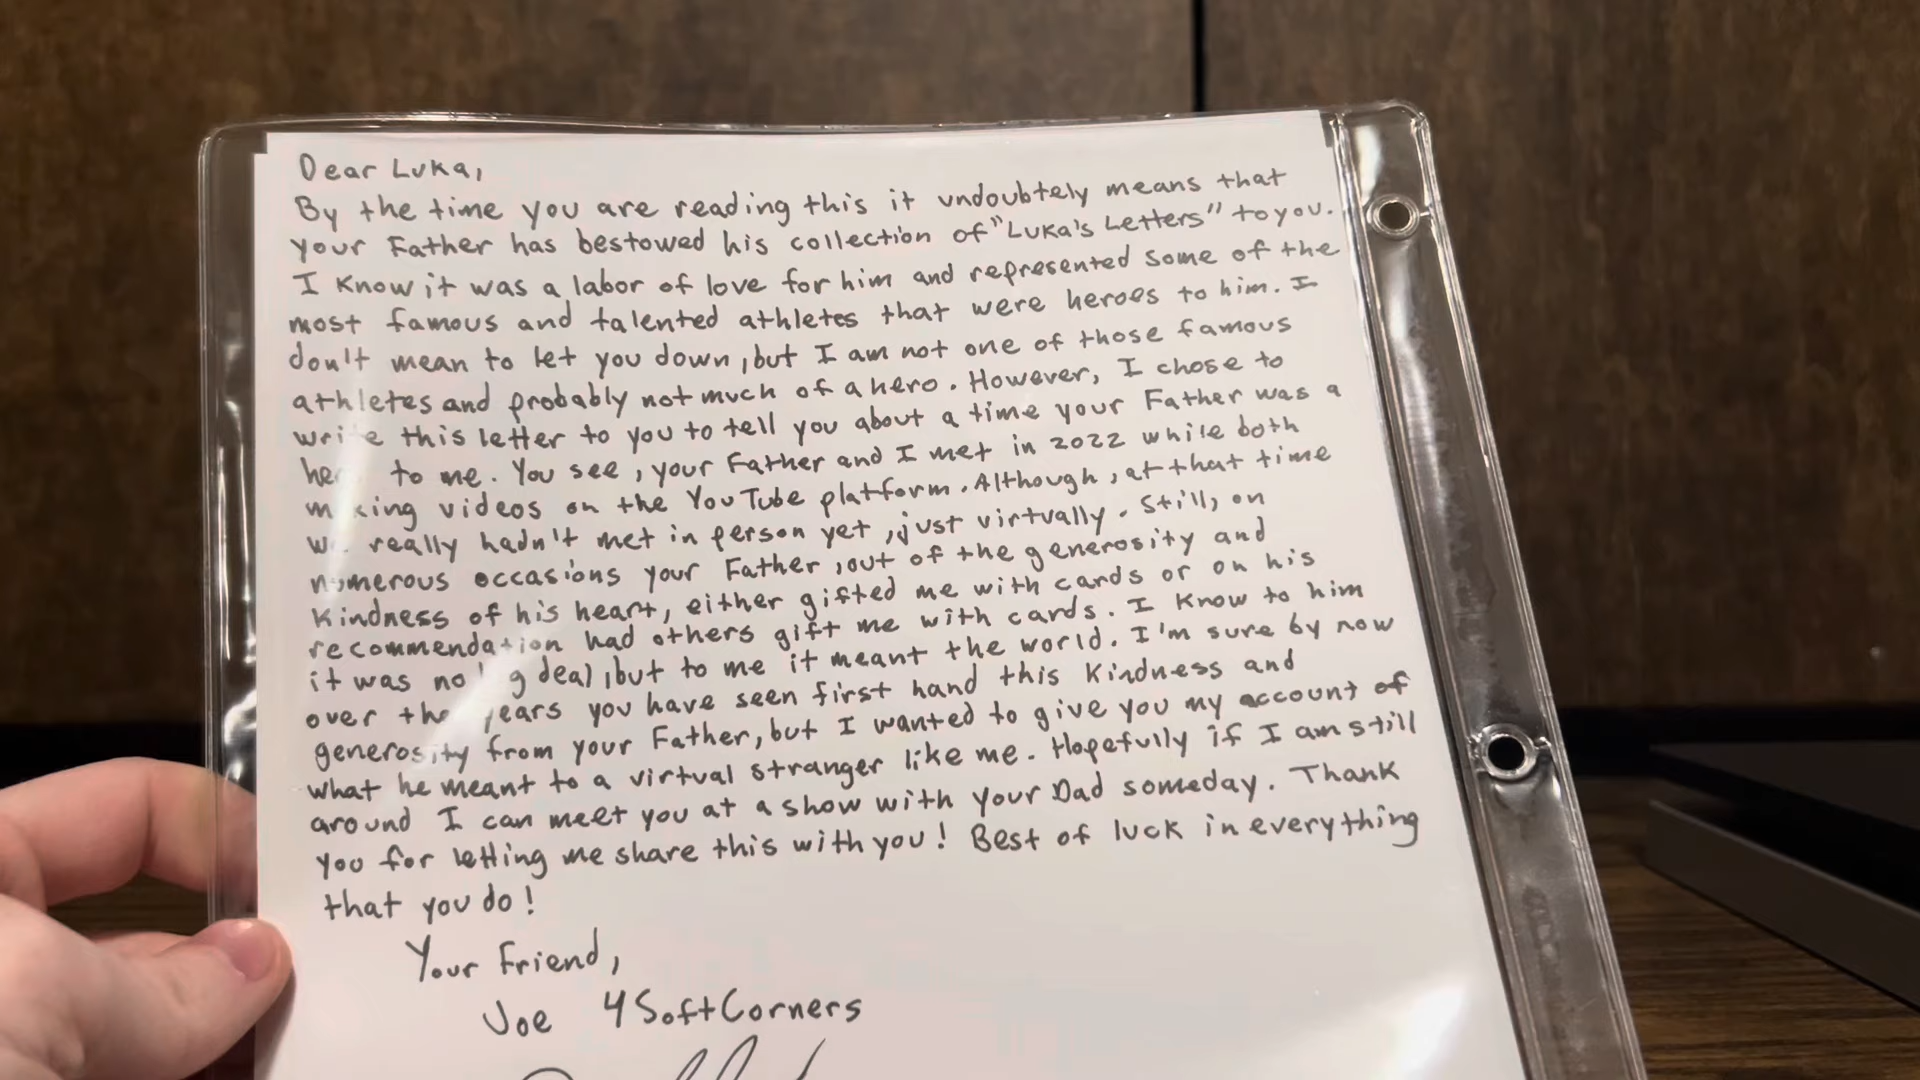 Dear Luka,
By the time you are reading this it undoubtely means that
your Father has bestowed his collection of "Luka's Letters" to you.
I know it was a labor of love for him and represented some of the
most famous and talented athletes that were heroes to him. I
don't mean to let you down, but I am not one of those famous
athletes and probably not much of a hero. However, I chose to
write this letter to you to tell you about a time your Father was a
to me. You see, your Father and I met in 2022 while both
making videos on the YouTube platform. Although, at that time
we really hadn't met in person yet, just virtually. Still, on
numerous occasions your Father, out of the generosity and
kindness of his heart, either gifted me with cards or on his
recommendation had others gift me with cards. I know to him
it was no deal, but to me it meant the world. I'm sure by now
over the years you have seen first hand this kindness and
generosity from your Father, but I wanted to give you my account of
what he meant to a virtual stranger like me. Hopefully if I am still
around I can meet you at a show with your Dad someday. Thank
you for letting me share this with you! Best of luck in everything
that you do!
Your Friend,
Joe 4SoftCorners